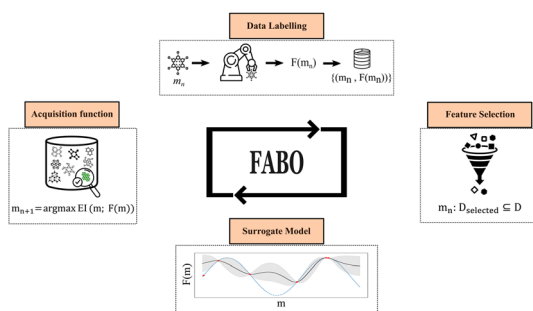 Data Labelling
m_n
F(m_n)
{(m_n , F(m_n))}
Acquisition function
m_{n+1}=argmax EI (m; F(m))
FABO
Feature Selection
m_n: D_selected ⊆ D
Surrogate Model
F(m)
m